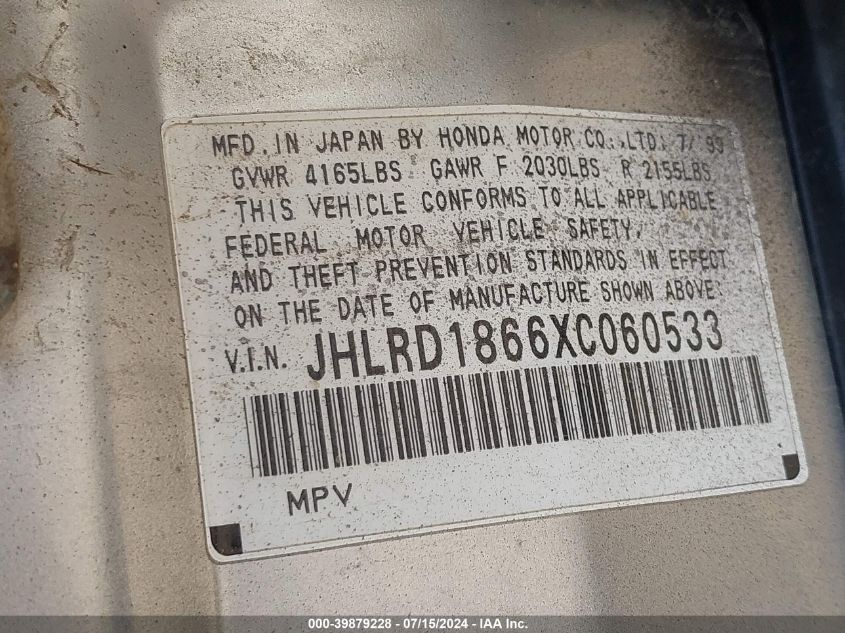 MFD. IN JAPAN BY HONDA MOTOR CO., LTD. 7/99
GVWR 4165LBS GAWR F 2030LBS R 2155LBS
THIS VEHICLE CONFORMS TO ALL APPLICABLE
FEDERAL MOTOR VEHICLE SAFETY,
AND THEFT PREVENTION STANDARDS IN EFFECT
ON THE DATE OF MANUFACTURE SHOWN ABOVE.
V.I.N. JHLRD1866XC060533
MPV
000-39879228 - 07/15/2024 - IAA Inc.